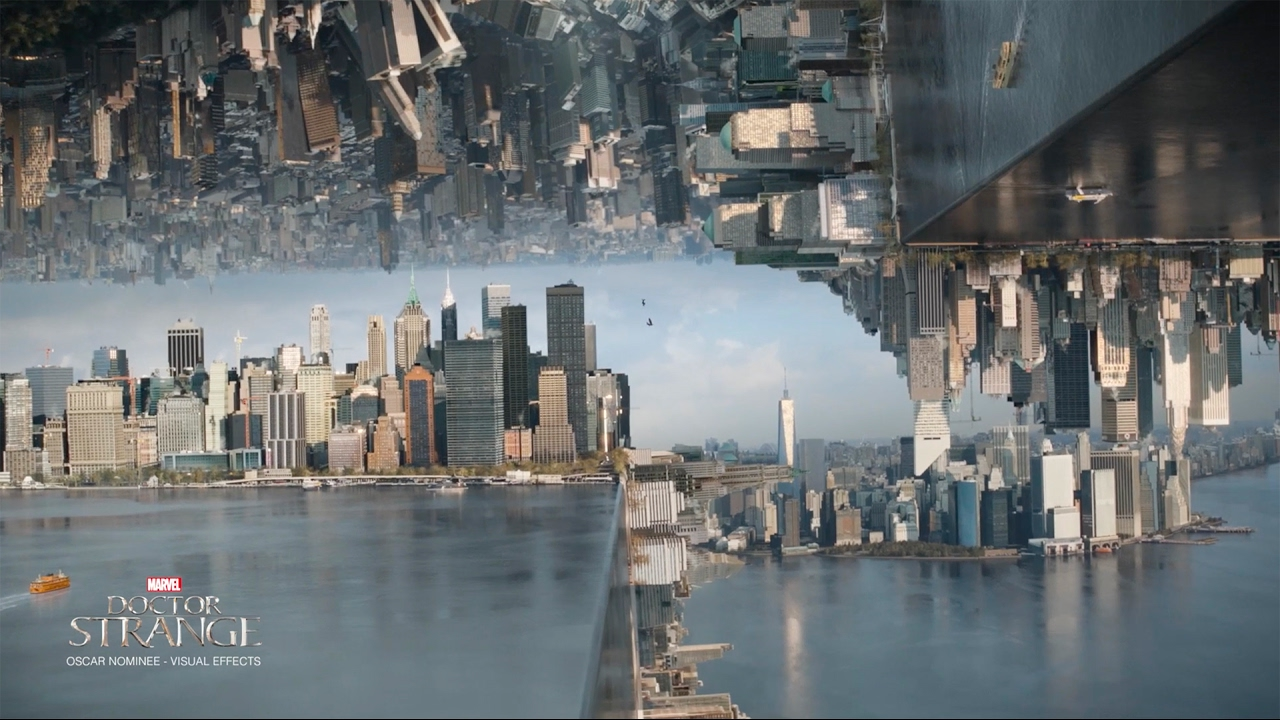 MARVEL
DOCTOR
STRANGE
OSCAR NOMINEE - VISUAL EFFECTS